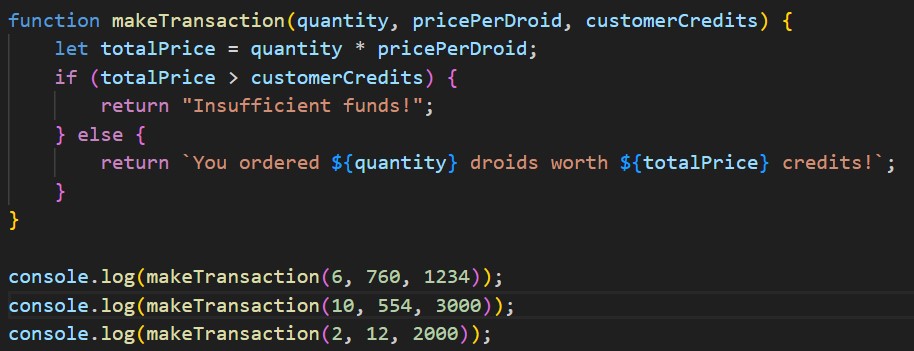 function makeTransaction(quantity, pricePerDroid, customerCredits) {
    let totalPrice = quantity * pricePerDroid;
    if (totalPrice > customerCredits) {
        return "Insufficient funds!";
    } else {
        return `You ordered ${quantity} droids worth ${totalPrice} credits!`;
    }
}

console.log(makeTransaction(6, 760, 1234));
console.log(makeTransaction(10, 554, 3000));
console.log(makeTransaction(2, 12, 2000));